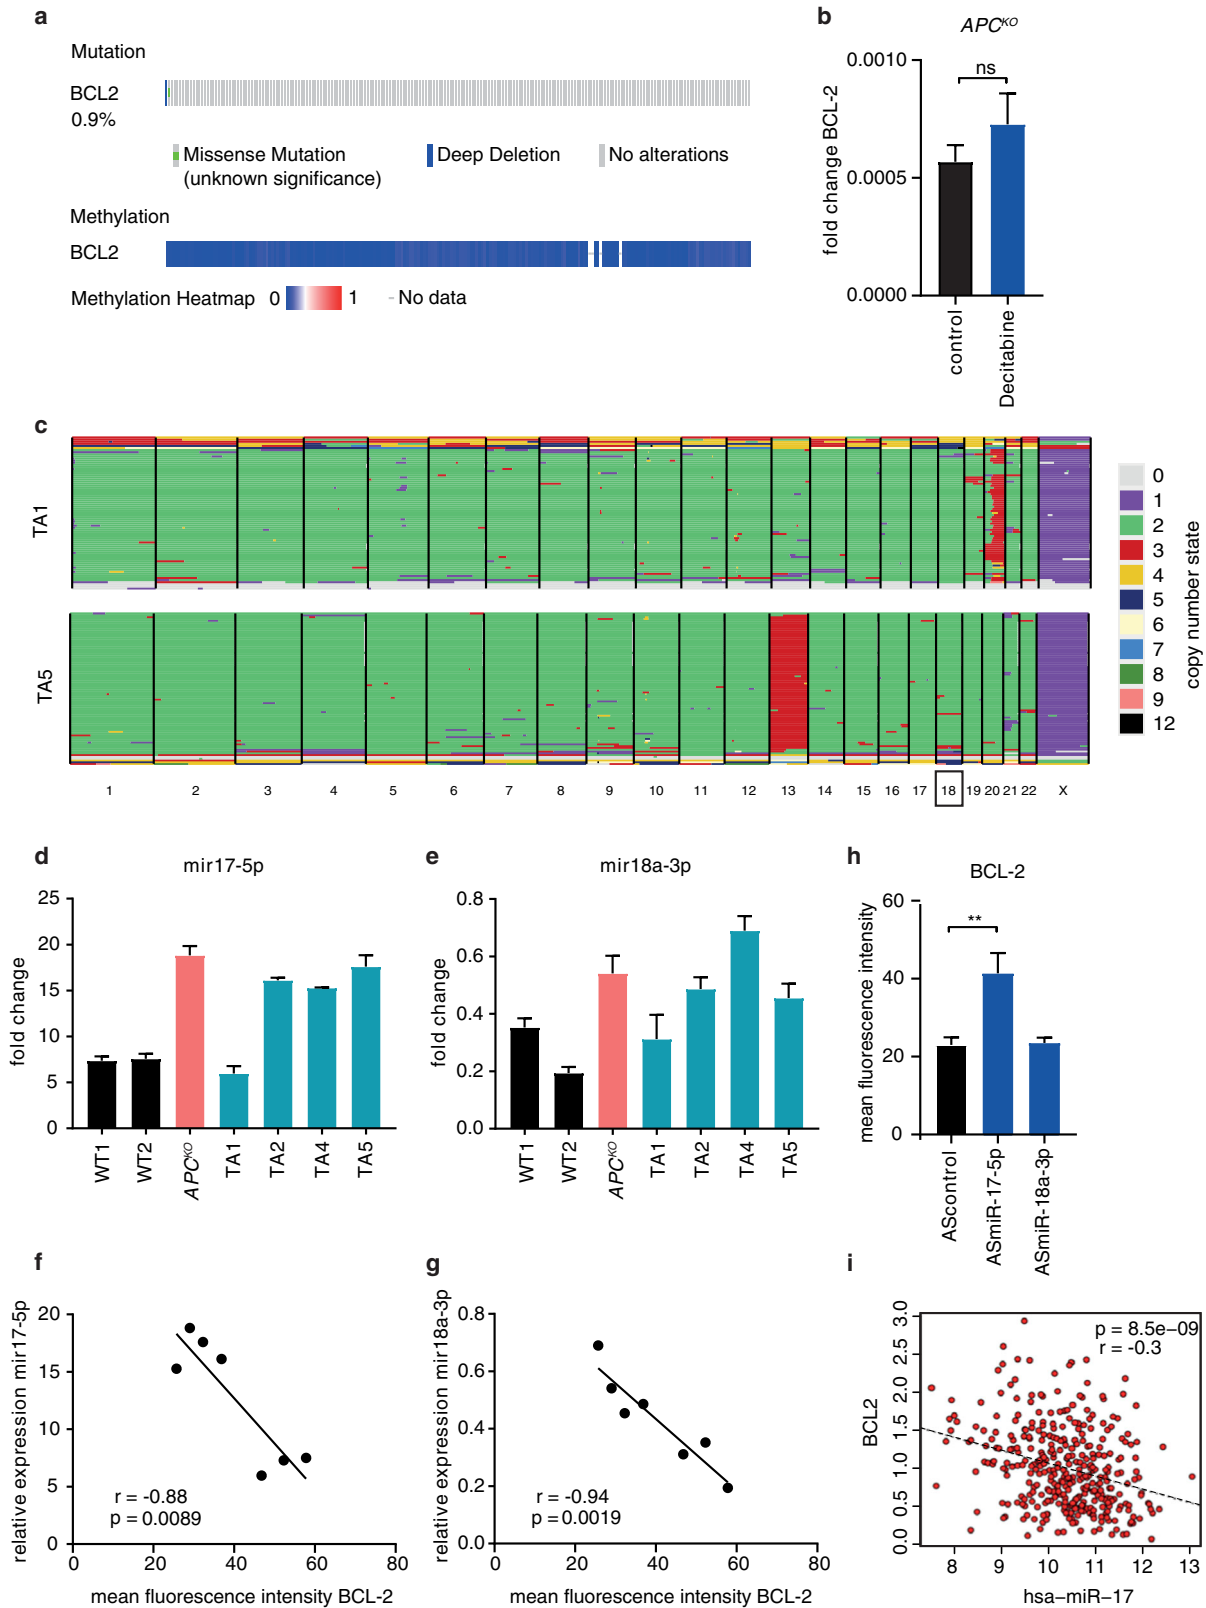 a
Mutation
BCL2
0.9%
Missense Mutation
(unknown significance)
Deep Deletion
No alterations
Methylation
BCL2
Methylation Heatmap 0 1 - No data
b
APC^KO
fold change BCL-2
0.0010
0.0005
0.0000
ns
control
Decitabine
c
TA1
TA5
1 2 3 4 5 6 7 8 9 10 11 12 13 14 15 16 17 18 19 20 21 22 X
0
1
2
3
4
5
6
7
8
9
12
copy number state
d
mir17-5p
fold change
25
20
15
10
5
0
WT1 WT2 APC^KO TA1 TA2 TA4 TA5
e
mir18a-3p
fold change
0.8
0.6
0.4
0.2
0.0
WT1 WT2 APC^KO TA1 TA2 TA4 TA5
h
BCL-2
mean fluorescence intensity
60
40
20
0
**
AScontrol
ASmiR-17-5p
ASmiR-18a-3p
f
relative expression mir17-5p
20
15
10
5
0
r = -0.88
p = 0.0089
0 20 40 60 80
mean fluorescence intensity BCL-2
g
relative expression mir18a-3p
0.8
0.6
0.4
0.2
0.0
r = -0.94
p = 0.0019
0 20 40 60 80
mean fluorescence intensity BCL-2
i
BCL2
3.0
2.5
2.0
1.5
1.0
0.5
0.0
p = 8.5e−09
r = -0.3
8 9 10 11 12 13
hsa−miR−17